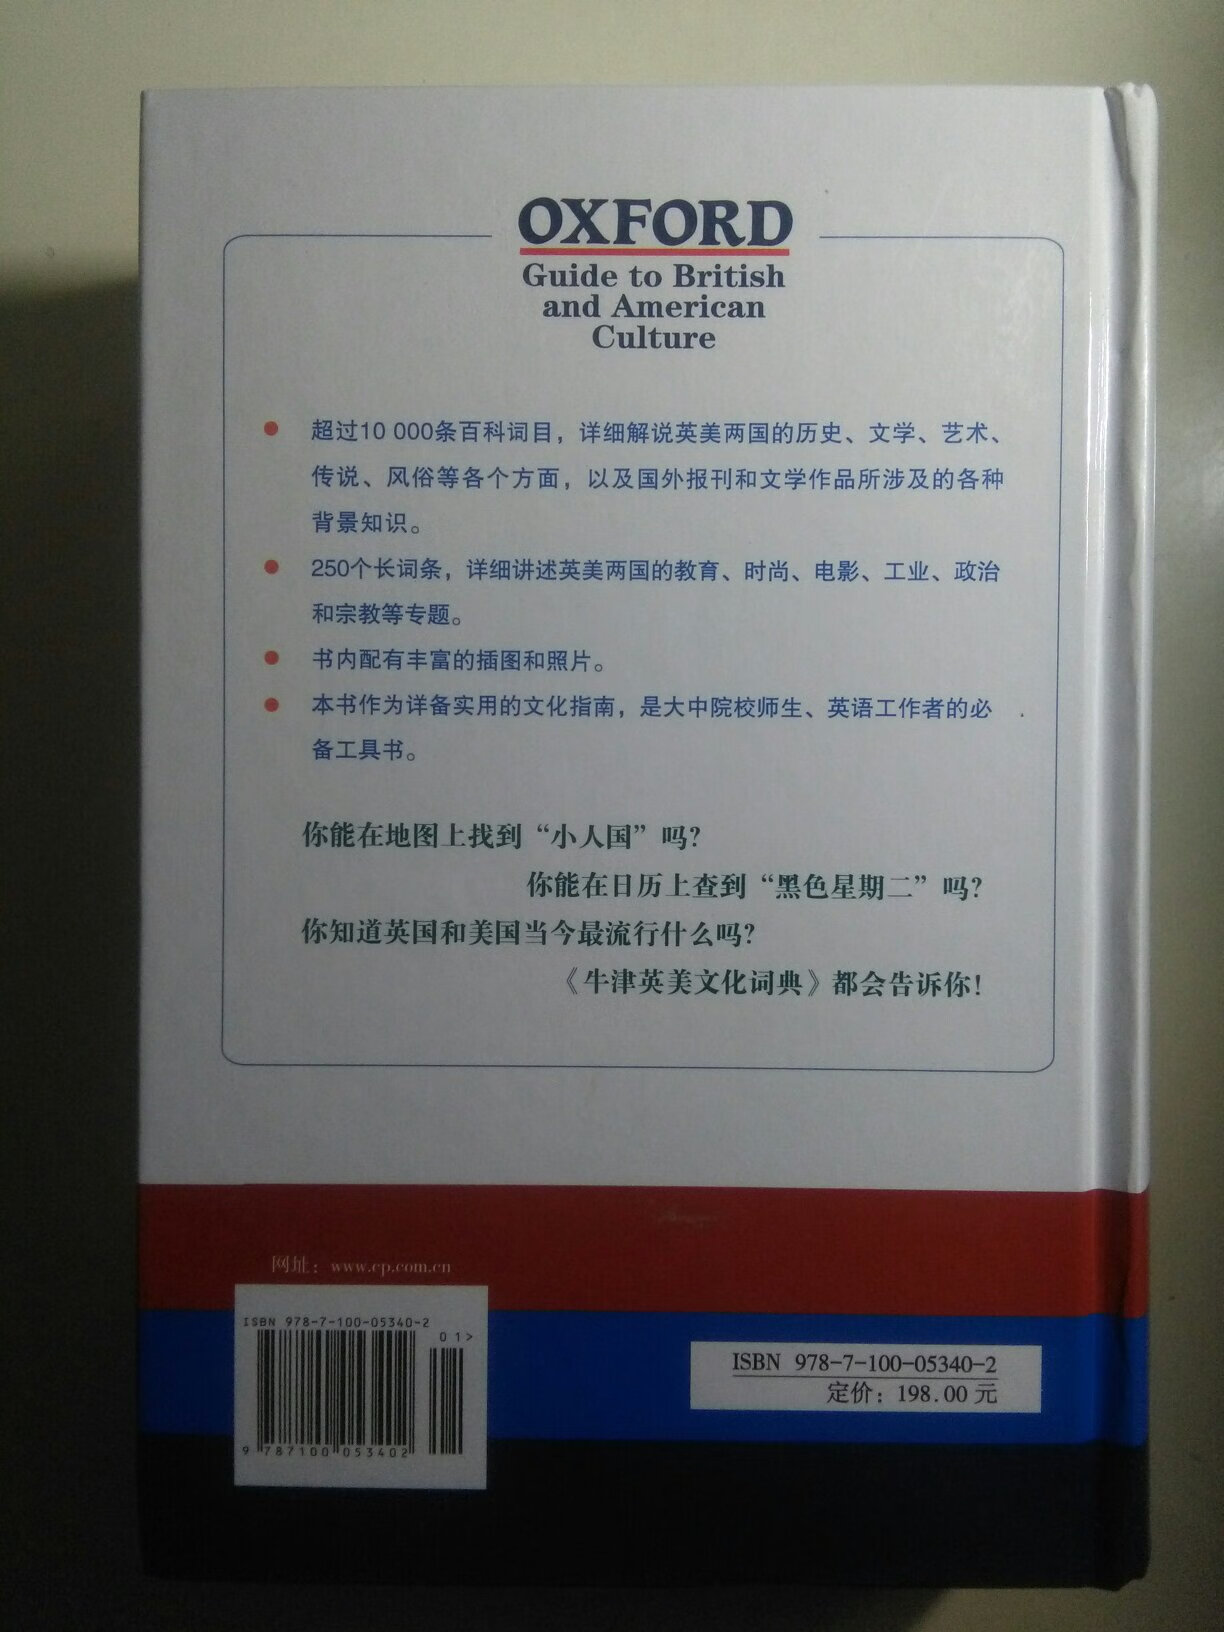 OXFORD
Guide to British
and American
Culture
● 超过10 000条百科词目，详细解说英美两国的历史、文学、艺术、
传说、风俗等各个方面，以及国外报刊和文学作品所涉及的各种
背景知识。
● 250个长词条，详细讲述英美两国的教育、时尚、电影、工业、政治
和宗教等专题。
● 书内配有丰富的插图和照片。
● 本书作为详备实用的文化指南，是大中院校师生、英语工作者的必
备工具书。
你能在地图上找到“小人国”吗？
你能在日历上查到“黑色星期二”吗？
你知道英国和美国当今最流行什么吗？
《牛津英美文化词典》都会告诉你！
网址：www.cp.com.cn
ISBN 978-7-100-05340-2
01>
9 787100 053402
ISBN 978-7-100-05340-2
定价：198.00 元